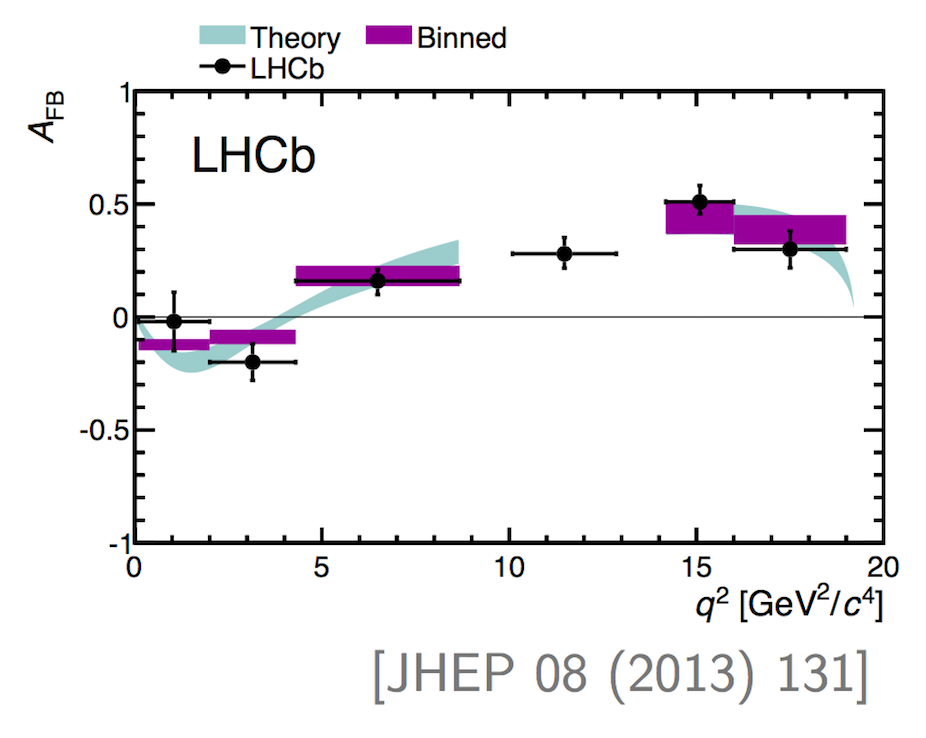 Theory Binned
LHCb
A_FB
LHCb
1
0.5
0
-0.5
-1
0 5 10 15 20
q² [GeV²/c⁴]
[JHEP 08 (2013) 131]